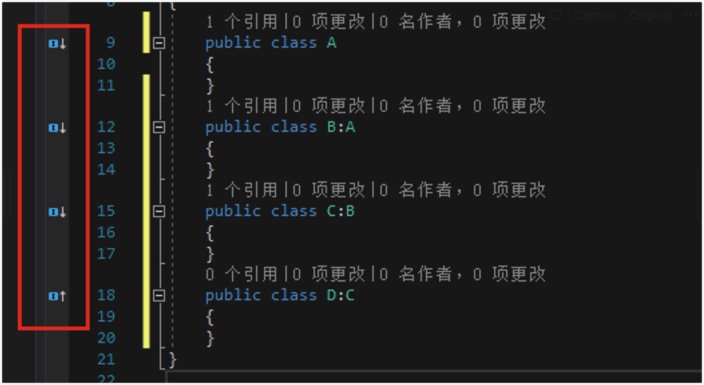 {
1 个引用|0 项更改|0 名作者，0 项更改
9 public class A
10 {
11 }
1 个引用|0 项更改|0 名作者，0 项更改
12 public class B:A
13 {
14 }
1 个引用|0 项更改|0 名作者，0 项更改
15 public class C:B
16 {
17 }
0 个引用|0 项更改|0 名作者，0 项更改
18 public class D:C
19 {
20 }
21 }
22